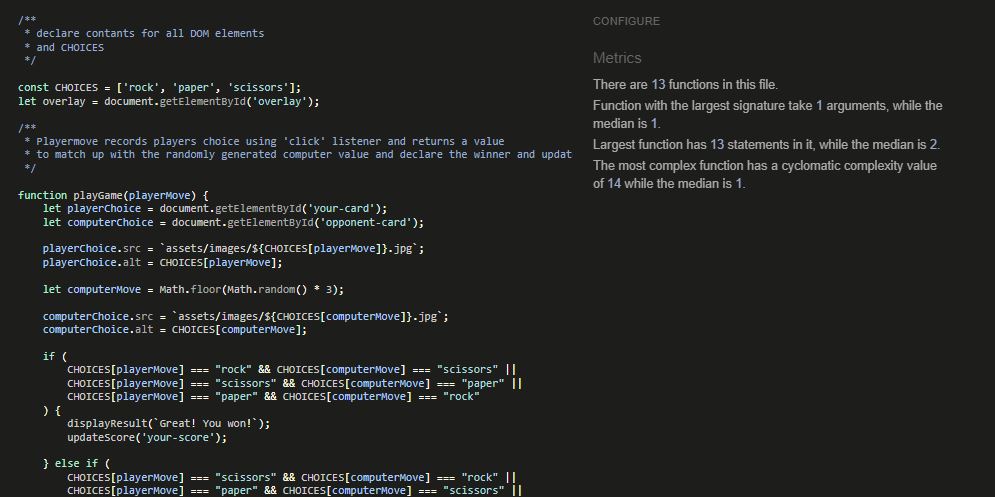 /**
 * declare contants for all DOM elements
 * and CHOICES
 */
const CHOICES = ['rock', 'paper', 'scissors'];
let overlay = document.getElementById('overlay');
/**
 * Playermove records players choice using 'click' listener and returns a value
 * to match up with the randomly generated computer value and declare the winner and updat
 */
function playGame(playerMove) {
    let playerChoice = document.getElementById('your-card');
    let computerChoice = document.getElementById('opponent-card');
    playerChoice.src = `assets/images/${CHOICES[playerMove]}.jpg`;
    playerChoice.alt = CHOICES[playerMove];
    let computerMove = Math.floor(Math.random() * 3);
    computerChoice.src = `assets/images/${CHOICES[computerMove]}.jpg`;
    computerChoice.alt = CHOICES[computerMove];
    if (
        CHOICES[playerMove] === "rock" && CHOICES[computerMove] === "scissors" ||
        CHOICES[playerMove] === "scissors" && CHOICES[computerMove] === "paper" ||
        CHOICES[playerMove] === "paper" && CHOICES[computerMove] === "rock"
    ) {
        displayResult(`Great! You won!`);
        updateScore('your-score');
    } else if (
        CHOICES[playerMove] === "scissors" && CHOICES[computerMove] === "rock" ||
        CHOICES[playerMove] === "paper" && CHOICES[computerMove] === "scissors" ||
CONFIGURE
Metrics
There are 13 functions in this file.
Function with the largest signature take 1 arguments, while the
median is 1.
Largest function has 13 statements in it, while the median is 2.
The most complex function has a cyclomatic complexity value
of 14 while the median is 1.